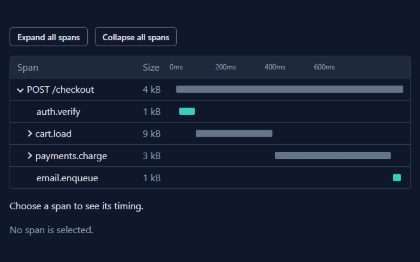 Expand all spans Collapse all spans
Span Size 0ms 200ms 400ms 600ms
POST /checkout 4 kB
auth.verify 1 kB
cart.load 9 kB
payments.charge 3 kB
email.enqueue 1 kB
Choose a span to see its timing.
No span is selected.